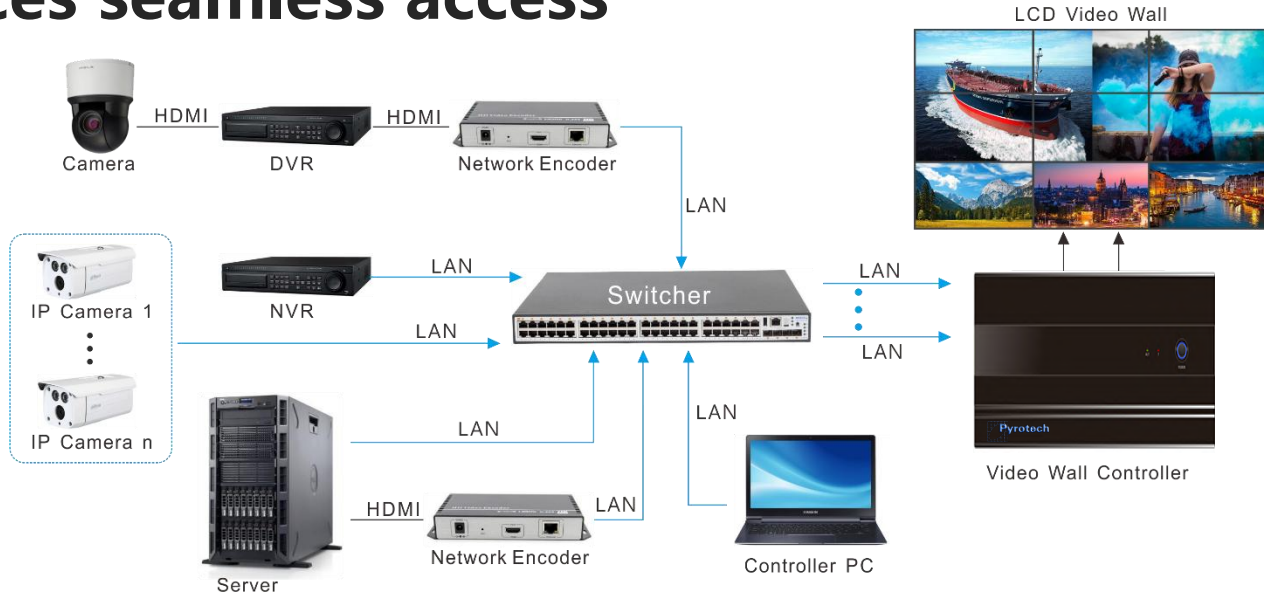 ces seamless access
LCD Video Wall
HDMI
HDMI
Camera
DVR
Network Encoder
LAN
IP Camera 1
NVR
LAN
Switcher
LAN
LAN
LAN
IP Camera n
LAN
LAN
Pyrotech
Video Wall Controller
HDMI
LAN
Network Encoder
Controller PC
Server